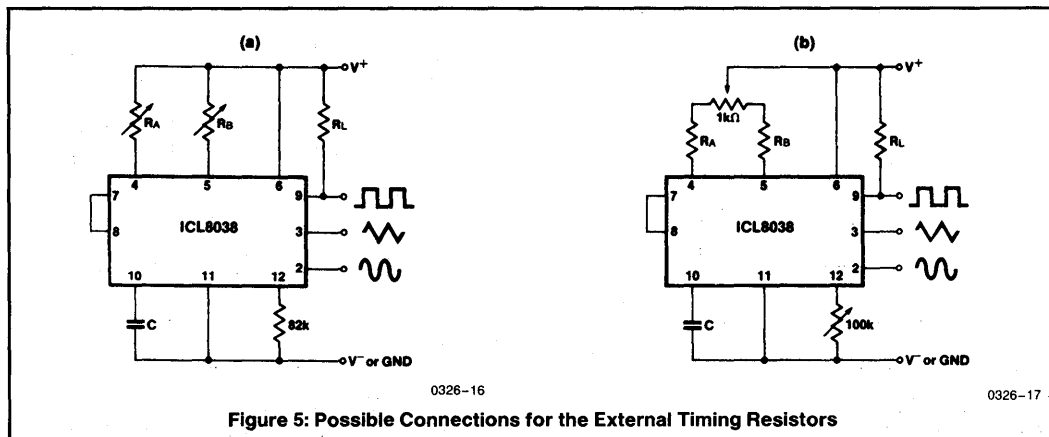 (a)
V+
RA
RB
RL
4
5
6
7
8
ICL8038
9
3
2
10
11
12
C
82k
V− or GND
0326–16
(b)
V+
1kΩ
RA
RB
RL
4
5
6
7
8
ICL8038
9
3
2
10
11
12
C
100k
V− or GND
0326–17
Figure 5: Possible Connections for the External Timing Resistors